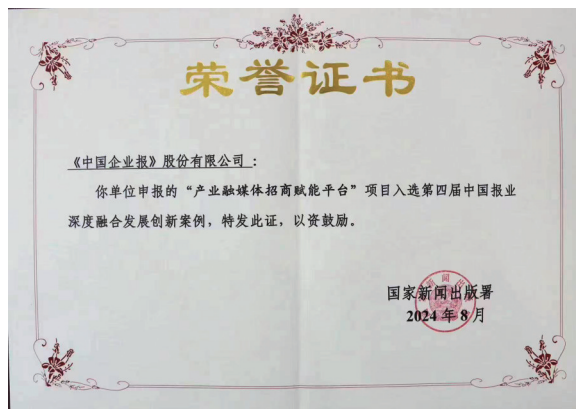 荣誉证书
《中国企业报》股份有限公司：
你单位申报的“产业融媒体招商赋能平台”项目入选第四届中国报业
深度融合发展创新案例，特发此证，以资鼓励。
国家新闻出版署
2024年8月